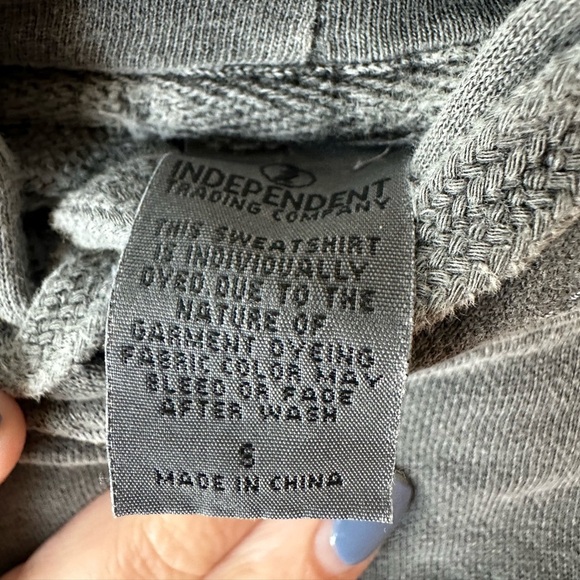 INDEPENDENT
TRADING COMPANY
THIS SWEATSHIRT
IS INDIVIDUALLY
DYED. DUE TO THE
NATURE OF
GARMENT DYEING
FABRIC COLOR MAY
BLEED OR FADE
AFTER WASH
S
MADE IN CHINA